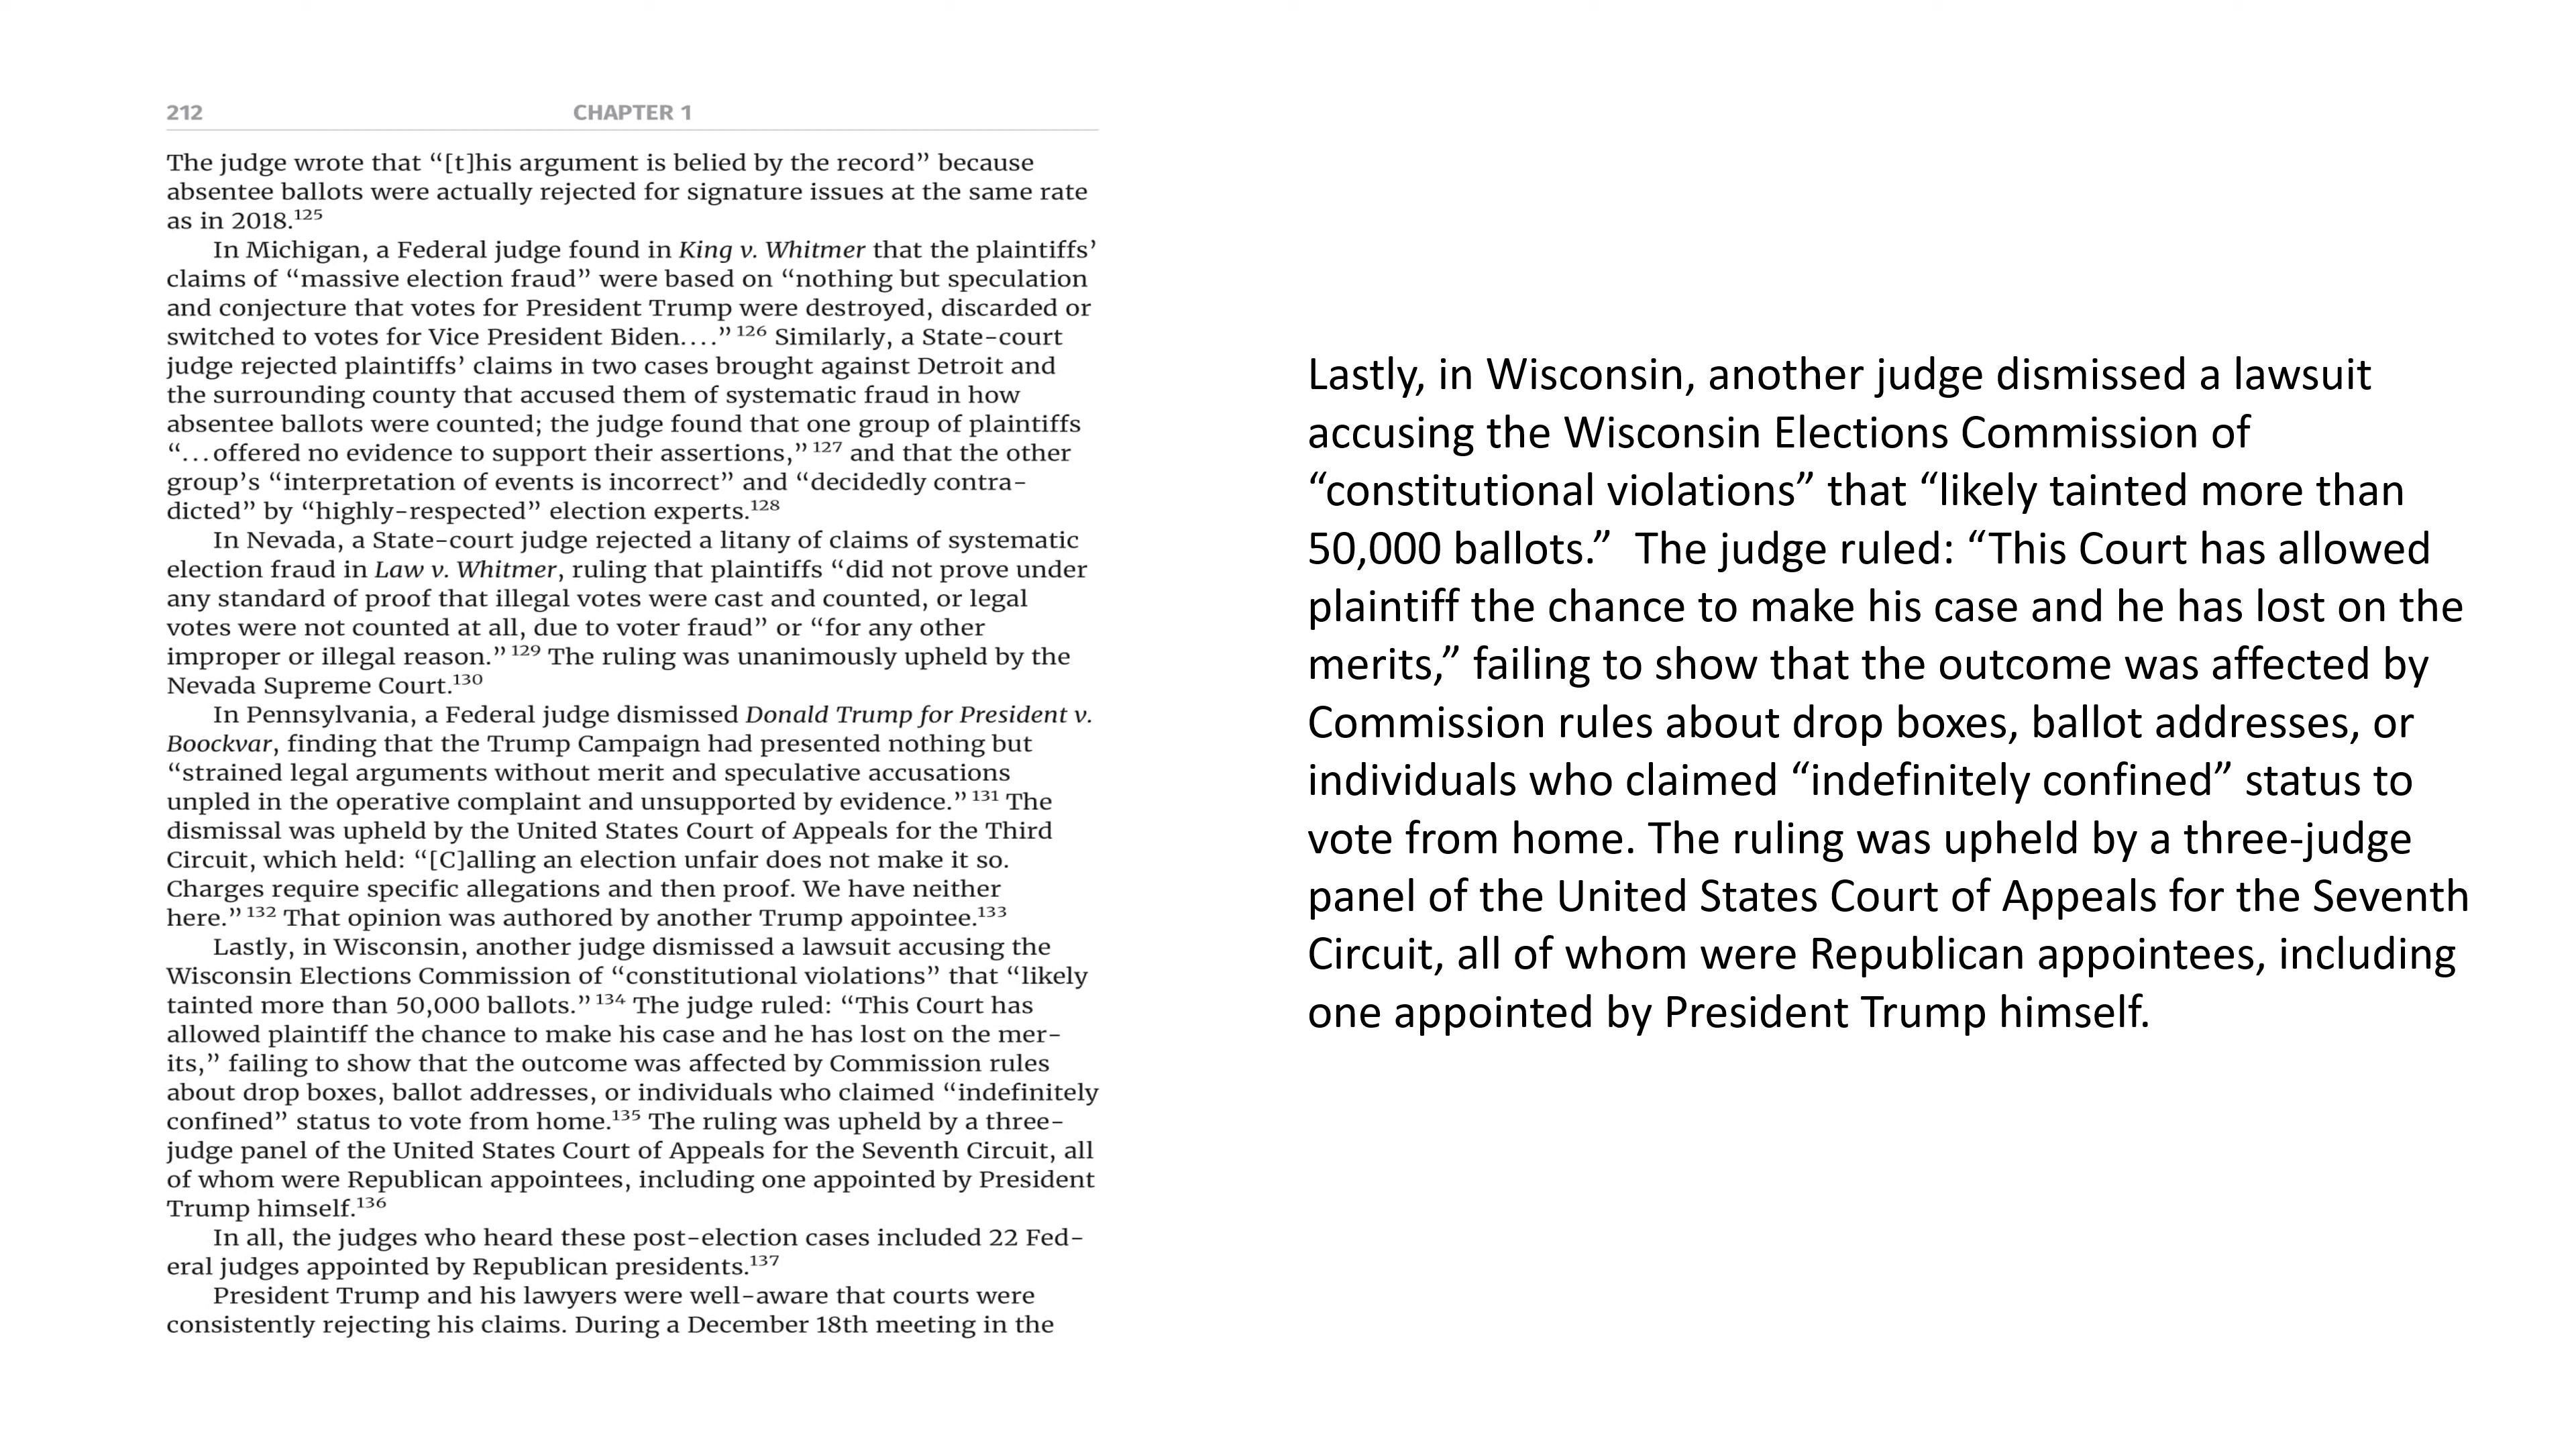 212 CHAPTER 1
The judge wrote that “[t]his argument is belied by the record” because
absentee ballots were actually rejected for signature issues at the same rate
as in 2018.125
In Michigan, a Federal judge found in King v. Whitmer that the plaintiffs’
claims of “massive election fraud” were based on “nothing but speculation
and conjecture that votes for President Trump were destroyed, discarded or
switched to votes for Vice President Biden....” 126 Similarly, a State-court
judge rejected plaintiffs’ claims in two cases brought against Detroit and
the surrounding county that accused them of systematic fraud in how
absentee ballots were counted; the judge found that one group of plaintiffs
“...offered no evidence to support their assertions,” 127 and that the other
group’s “interpretation of events is incorrect” and “decidedly contra-
dicted” by “highly-respected” election experts.128
In Nevada, a State-court judge rejected a litany of claims of systematic
election fraud in Law v. Whitmer, ruling that plaintiffs “did not prove under
any standard of proof that illegal votes were cast and counted, or legal
votes were not counted at all, due to voter fraud” or “for any other
improper or illegal reason.” 129 The ruling was unanimously upheld by the
Nevada Supreme Court.130
In Pennsylvania, a Federal judge dismissed Donald Trump for President v.
Boockvar, finding that the Trump Campaign had presented nothing but
“strained legal arguments without merit and speculative accusations
unpled in the operative complaint and unsupported by evidence.” 131 The
dismissal was upheld by the United States Court of Appeals for the Third
Circuit, which held: “[C]alling an election unfair does not make it so.
Charges require specific allegations and then proof. We have neither
here.” 132 That opinion was authored by another Trump appointee.133
Lastly, in Wisconsin, another judge dismissed a lawsuit accusing the
Wisconsin Elections Commission of “constitutional violations” that “likely
tainted more than 50,000 ballots.” 134 The judge ruled: “This Court has
allowed plaintiff the chance to make his case and he has lost on the mer-
its,” failing to show that the outcome was affected by Commission rules
about drop boxes, ballot addresses, or individuals who claimed “indefinitely
confined” status to vote from home.135 The ruling was upheld by a three-
judge panel of the United States Court of Appeals for the Seventh Circuit, all
of whom were Republican appointees, including one appointed by President
Trump himself.136
In all, the judges who heard these post-election cases included 22 Fed-
eral judges appointed by Republican presidents.137
President Trump and his lawyers were well-aware that courts were
consistently rejecting his claims. During a December 18th meeting in the
Lastly, in Wisconsin, another judge dismissed a lawsuit
accusing the Wisconsin Elections Commission of
“constitutional violations” that “likely tainted more than
50,000 ballots.”  The judge ruled: “This Court has allowed
plaintiff the chance to make his case and he has lost on the
merits,” failing to show that the outcome was affected by
Commission rules about drop boxes, ballot addresses, or
individuals who claimed “indefinitely confined” status to
vote from home. The ruling was upheld by a three-judge
panel of the United States Court of Appeals for the Seventh
Circuit, all of whom were Republican appointees, including
one appointed by President Trump himself.